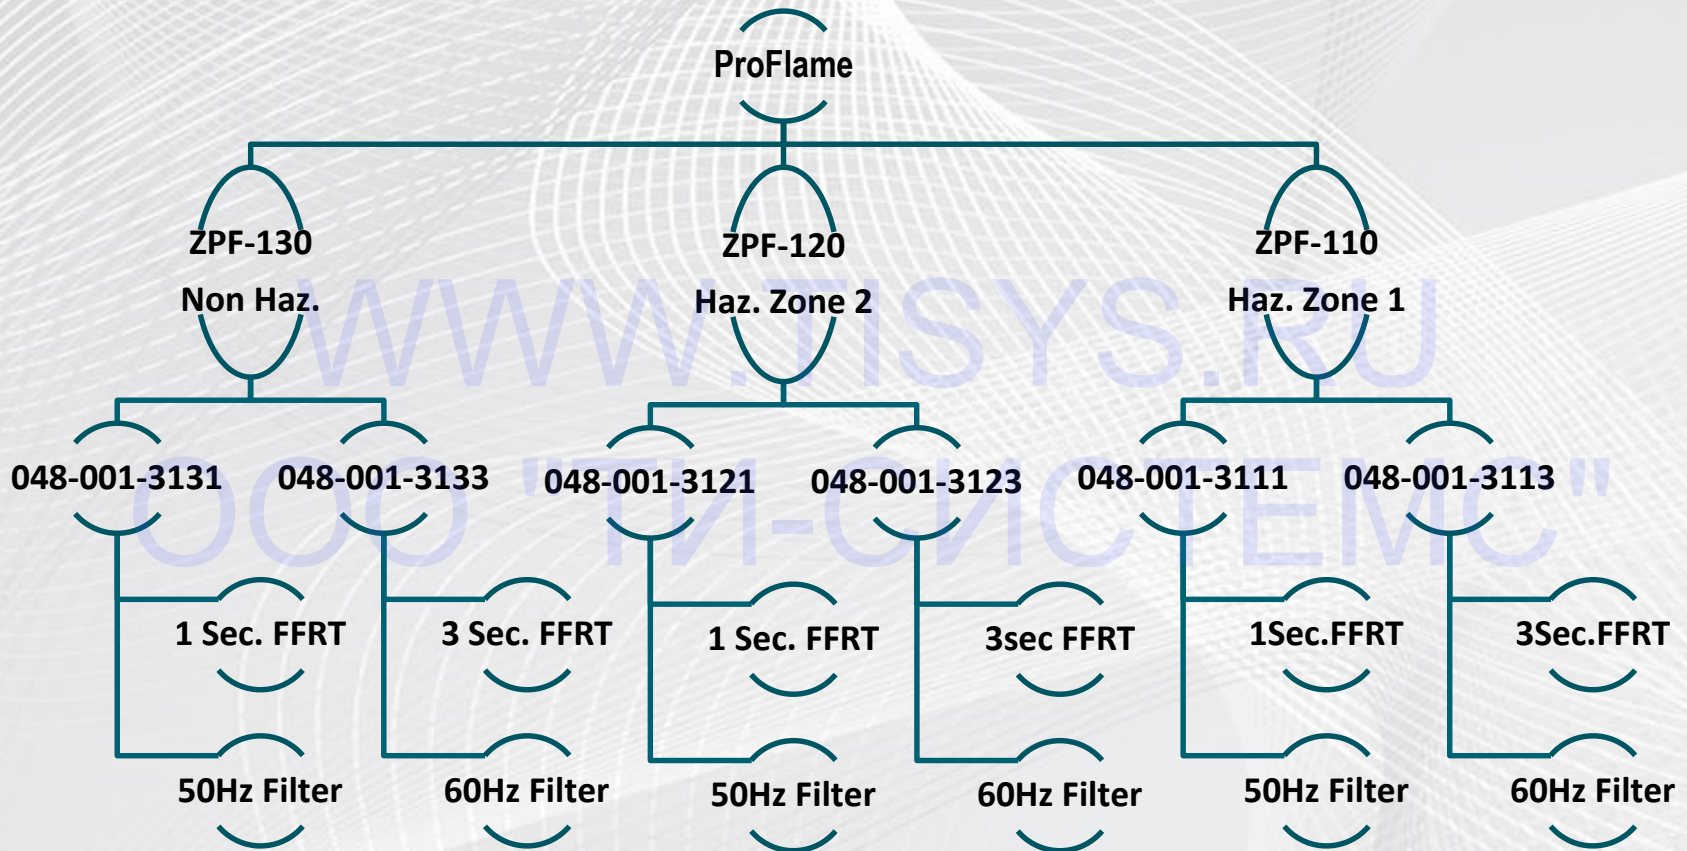 ProFlame
ZPF-130
Non Haz.
ZPF-120
Haz. Zone 2
ZPF-110
Haz. Zone 1
WWW.TISYS.RU
048-001-3131
048-001-3133
048-001-3121
048-001-3123
048-001-3111
048-001-3113
ООО "ТИ-СИСТЕМС"
1 Sec. FFRT
3 Sec. FFRT
1 Sec. FFRT
3sec FFRT
1Sec.FFRT
3Sec.FFRT
50Hz Filter
60Hz Filter
50Hz Filter
60Hz Filter
50Hz Filter
60Hz Filter